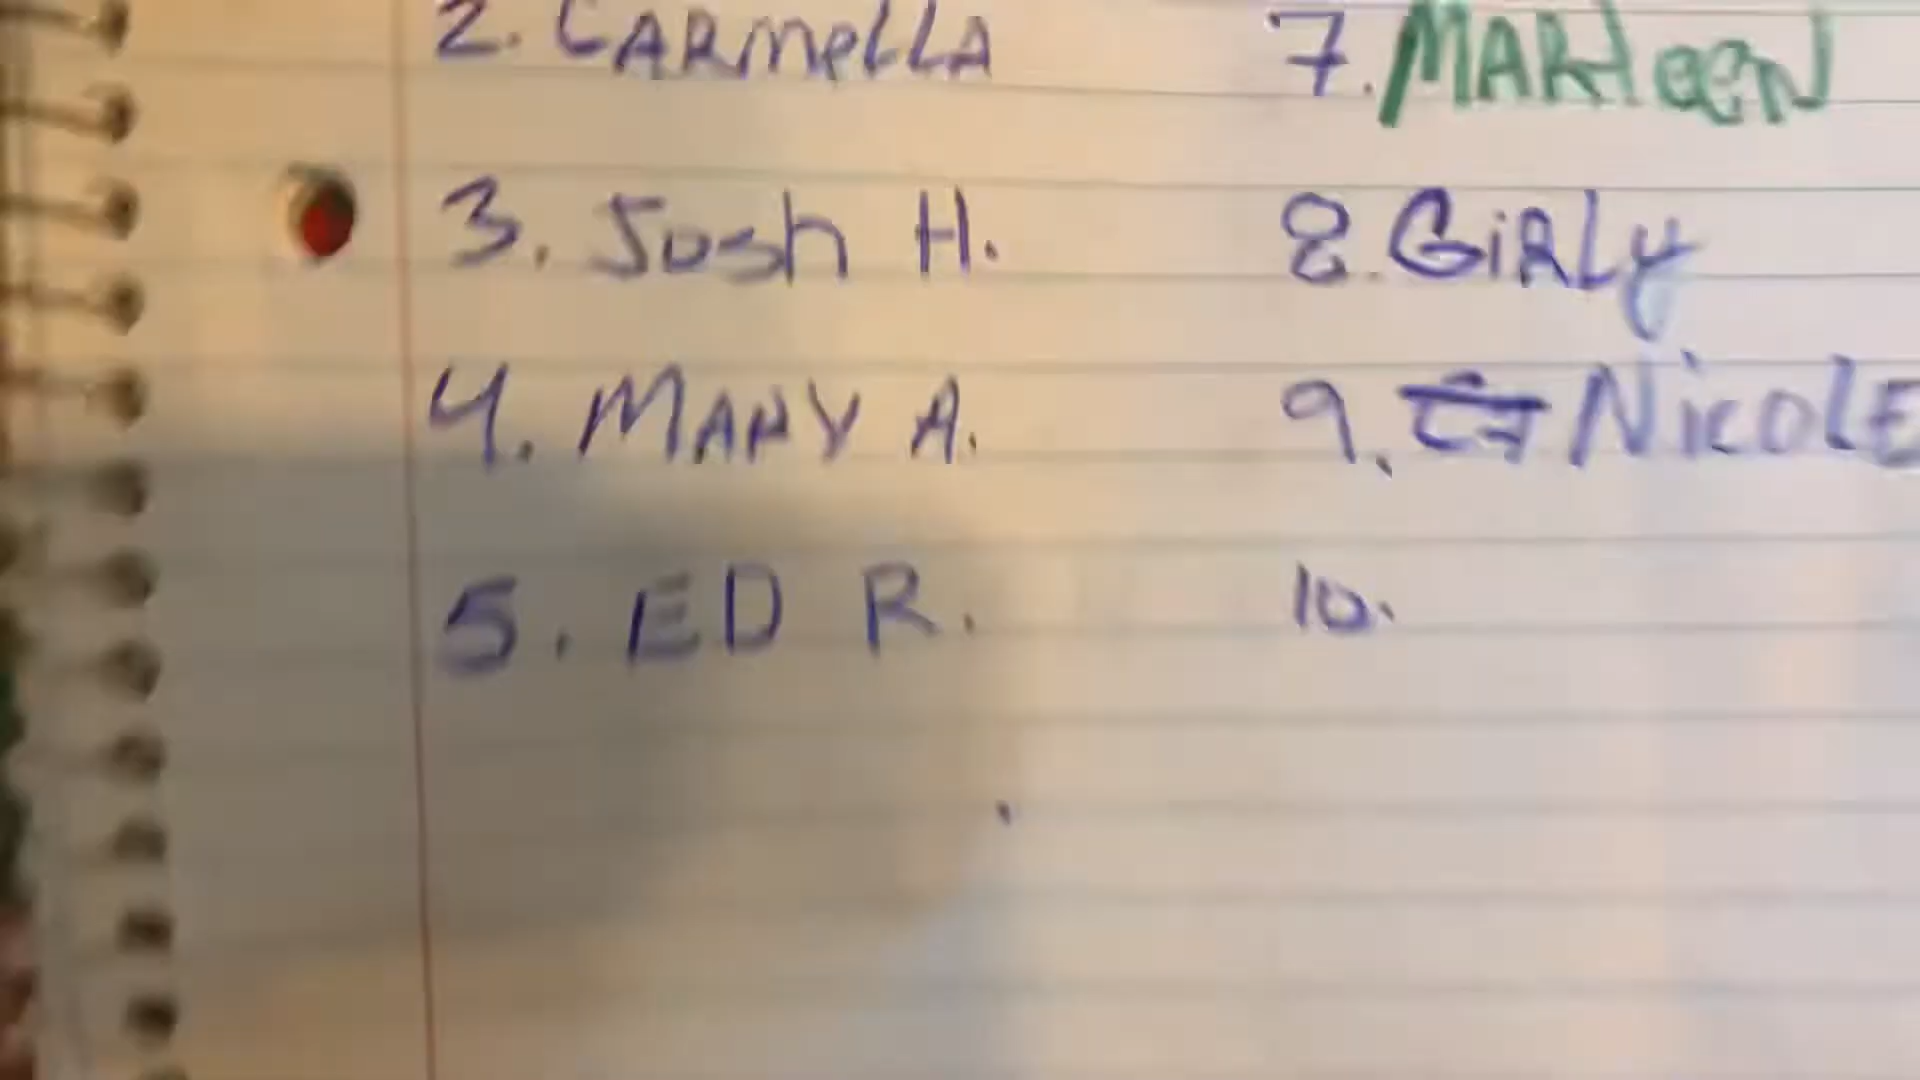 2. CARMELLA
3. Josh H.
4. MARY A.
5. ED R.
7. MARleeN
8. GiRLy
9. NicoLE
10.